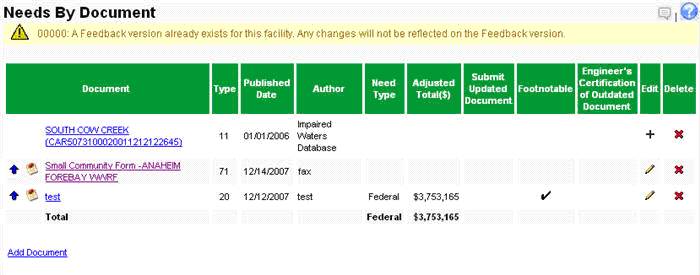 Needs By Document
00000: A Feedback version already exists for this facility. Any changes will not be reflected on the Feedback version.
Document Type Published Date Author Need Type Adjusted Total($) Submit Updated Document Footnotable Engineer's Certification of Outdated Document Edit Delete
SOUTH COW CREEK (CAR5073100020011212122645) 11 01/01/2006 Impaired Waters Database
Small Community Form -ANAHEIM FOREBAY WWRF 71 12/14/2007 fax
test 20 12/12/2007 test Federal $3,753,165
Total Federal $3,753,165
Add Document